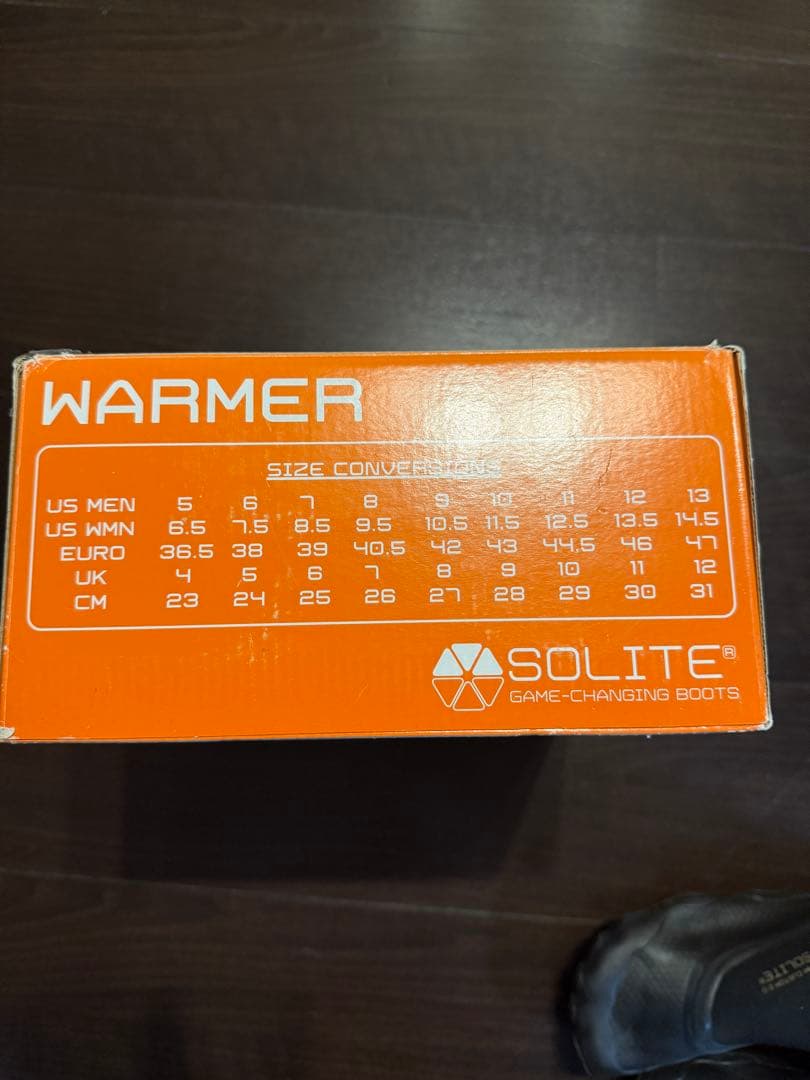 WARMER
SIZE CONVERSIONS
US MEN 5 6 7 8 9 10 11 12 13
US WMN 6.5 7.5 8.5 9.5 10.5 11.5 12.5 13.5 14.5
EURO 36.5 38 39 40.5 42 43 44.5 46 47
UK 4 5 6 7 8 9 10 11 12
CM 23 24 25 26 27 28 29 30 31
SOLITE®
GAME-CHANGING BOOTS
SOLITE